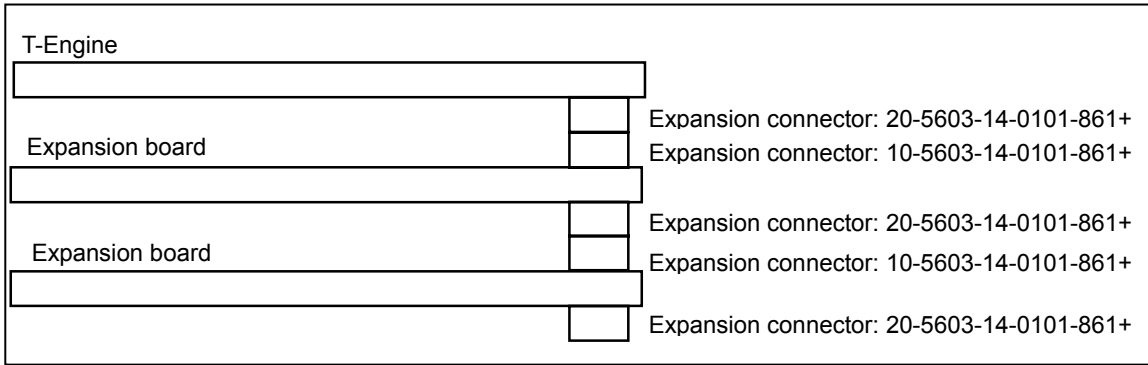 T-Engine
Expansion connector: 20-5603-14-0101-861+
Expansion board
Expansion connector: 10-5603-14-0101-861+
Expansion connector: 20-5603-14-0101-861+
Expansion board
Expansion connector: 10-5603-14-0101-861+
Expansion connector: 20-5603-14-0101-861+